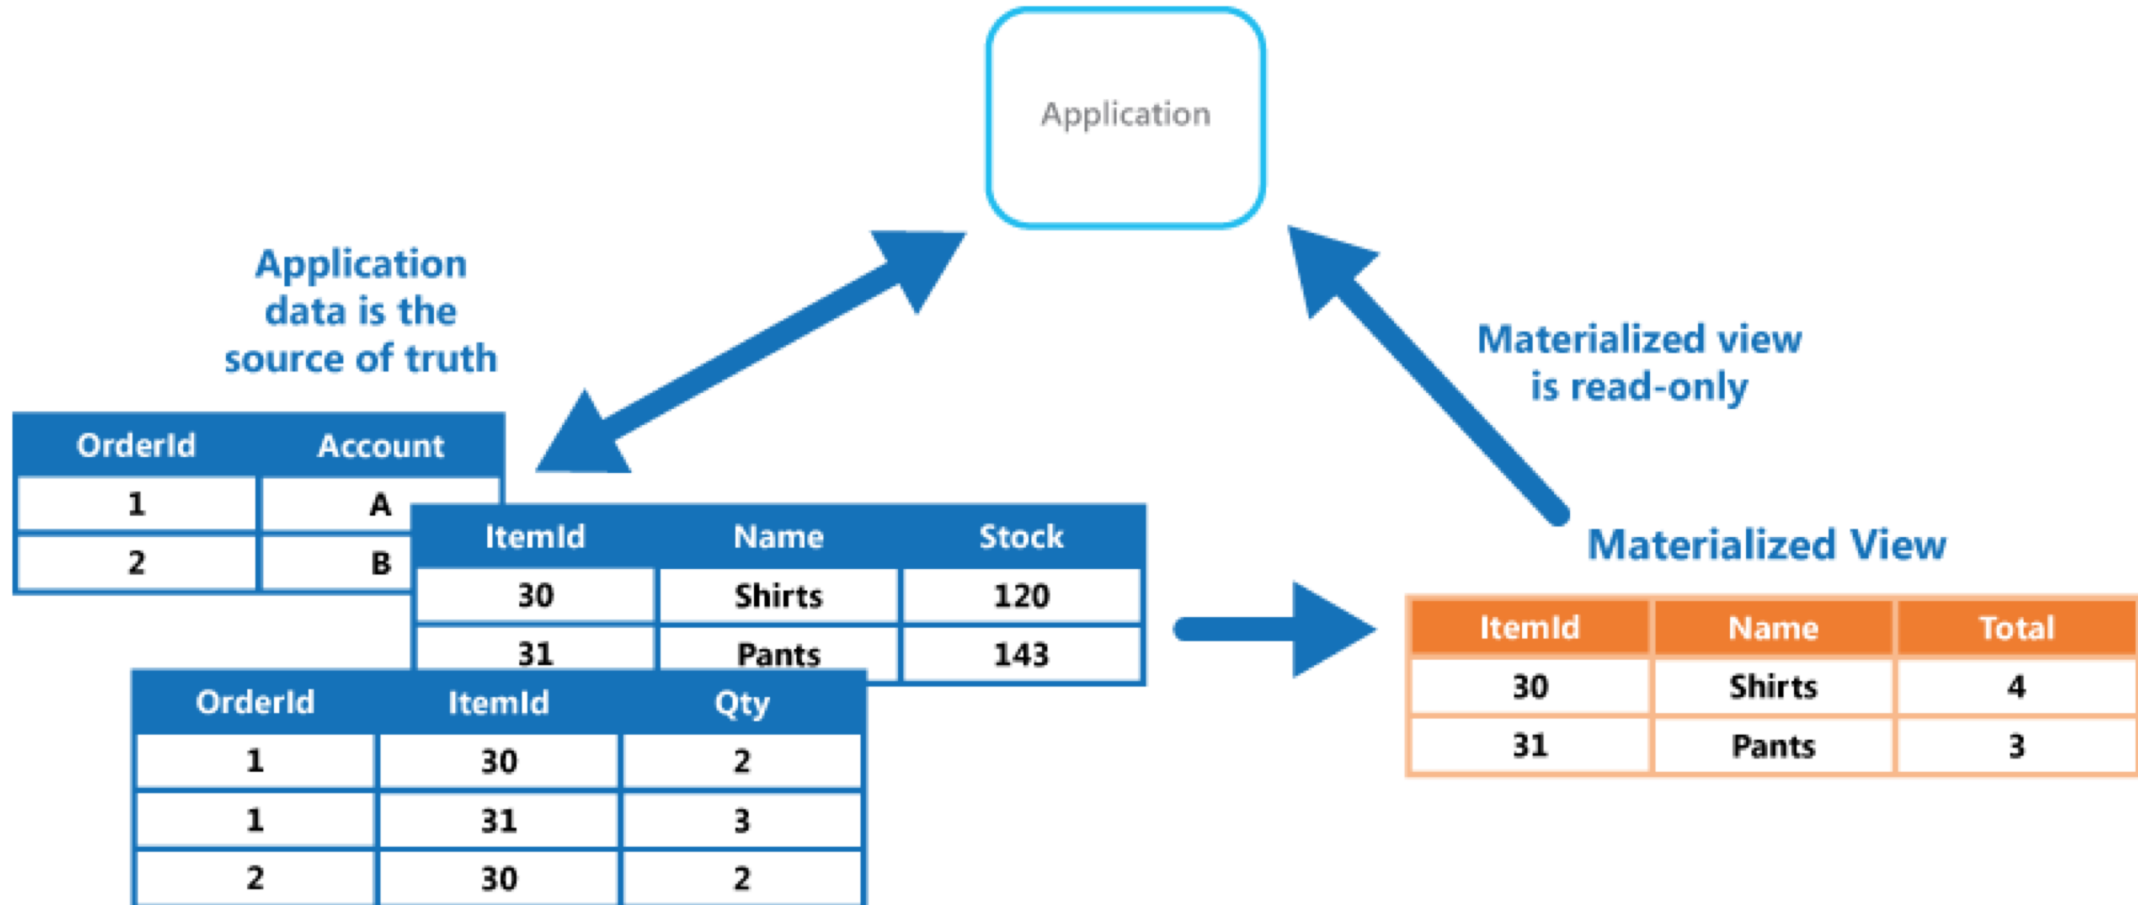 Application
Application
data is the
source of truth
Materialized view
is read-only
OrderId Account
1 A
2 B
ItemId Name Stock
30 Shirts 120
31 Pants 143
OrderId ItemId Qty
1 30 2
1 31 3
2 30 2
Materialized View
ItemId Name Total
30 Shirts 4
31 Pants 3